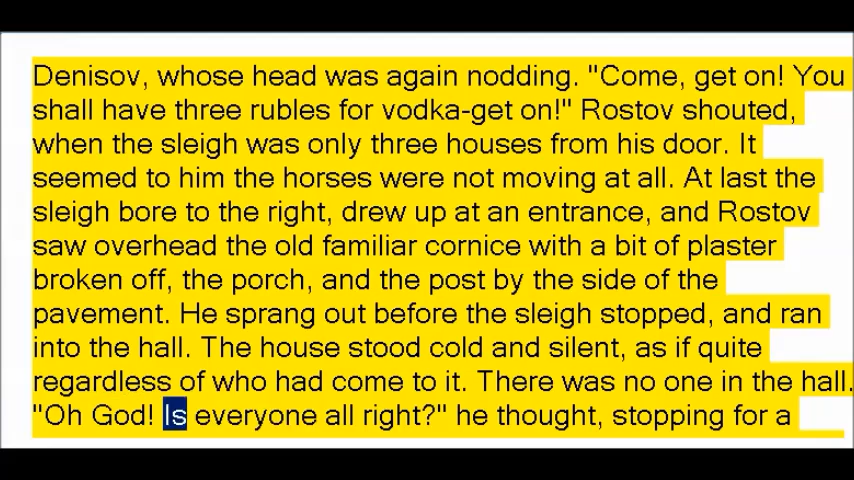 Denisov, whose head was again nodding. "Come, get on! You
shall have three rubles for vodka-get on!" Rostov shouted,
when the sleigh was only three houses from his door. It
seemed to him the horses were not moving at all. At last the
sleigh bore to the right, drew up at an entrance, and Rostov
saw overhead the old familiar cornice with a bit of plaster
broken off, the porch, and the post by the side of the
pavement. He sprang out before the sleigh stopped, and ran
into the hall. The house stood cold and silent, as if quite
regardless of who had come to it. There was no one in the hall.
"Oh God! Is everyone all right?" he thought, stopping for a